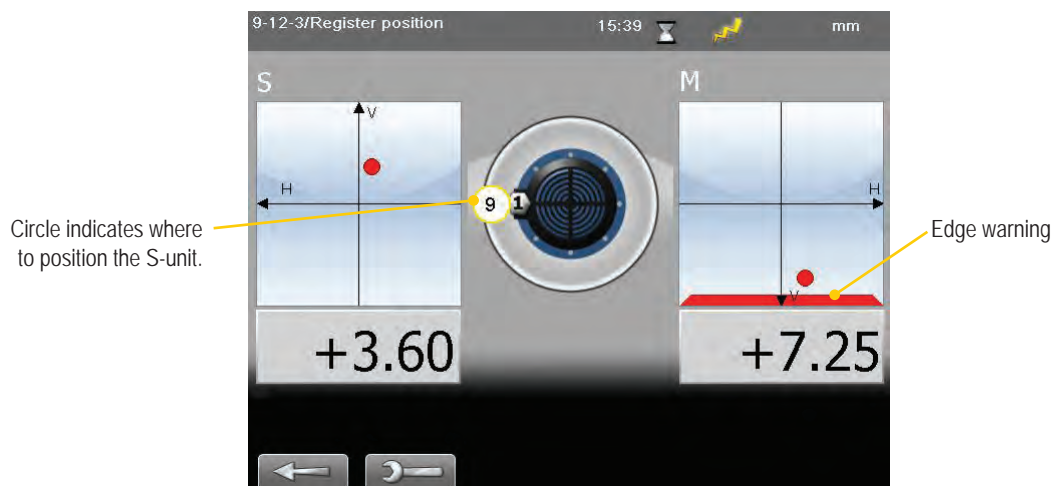 9-12-3/Register position
15:39
mm
S
M
V
H
9
1
H
V
Circle indicates where
to position the S-unit.
Edge warning
+3.60
+7.25